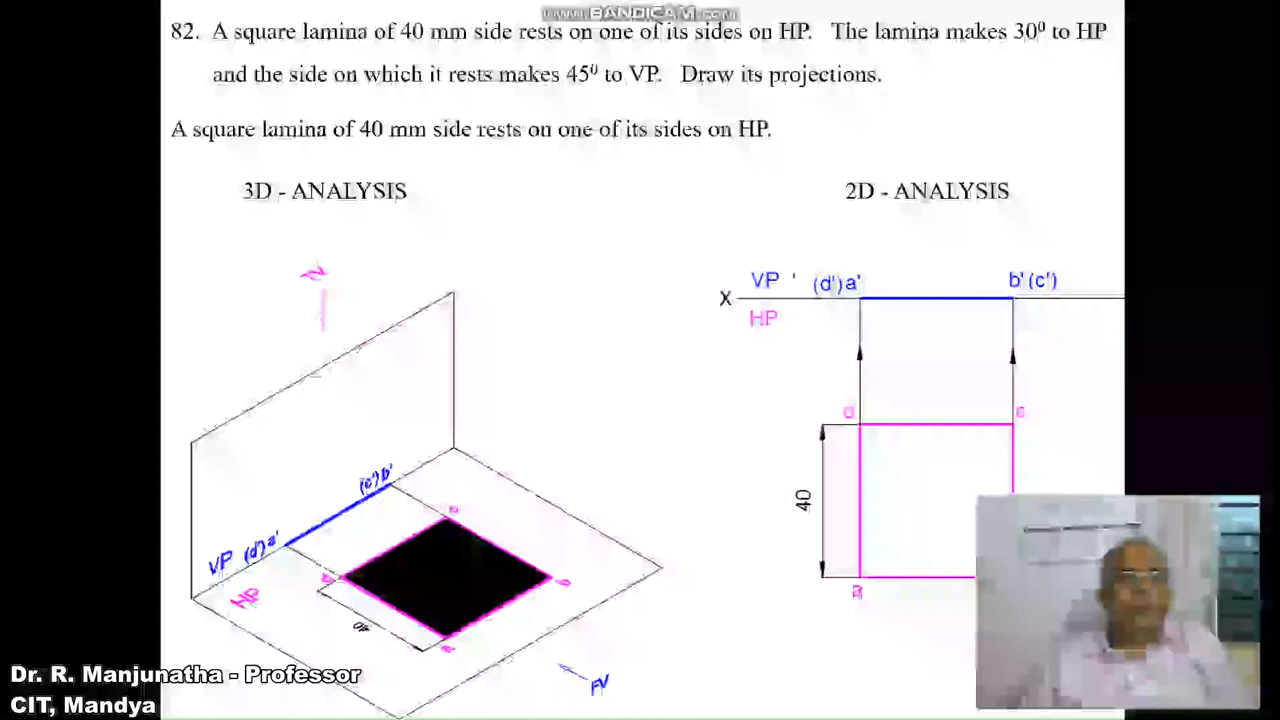 www.BANDICAM.com
82. A square lamina of 40 mm side rests on one of its sides on HP. The lamina makes 30⁰ to HP
and the side on which it rests makes 45⁰ to VP. Draw its projections.
A square lamina of 40 mm side rests on one of its sides on HP.
3D - ANALYSIS
2D - ANALYSIS
VP ' (d')a' b'(c')
X
HP
d c
40
a
(c')b'
VP (d')a'
HP
c
b
a
40
FV
Dr. R. Manjunatha - Professor
CIT, Mandya